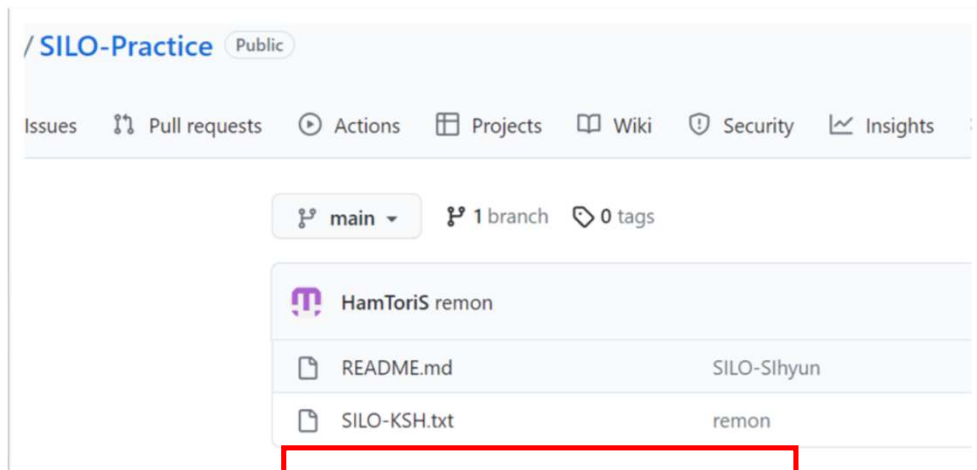 / SILO-Practice Public
Issues Pull requests Actions Projects Wiki Security Insights
main 1 branch 0 tags
HamToriS remon
README.md SILO-SIhyun
SILO-KSH.txt remon